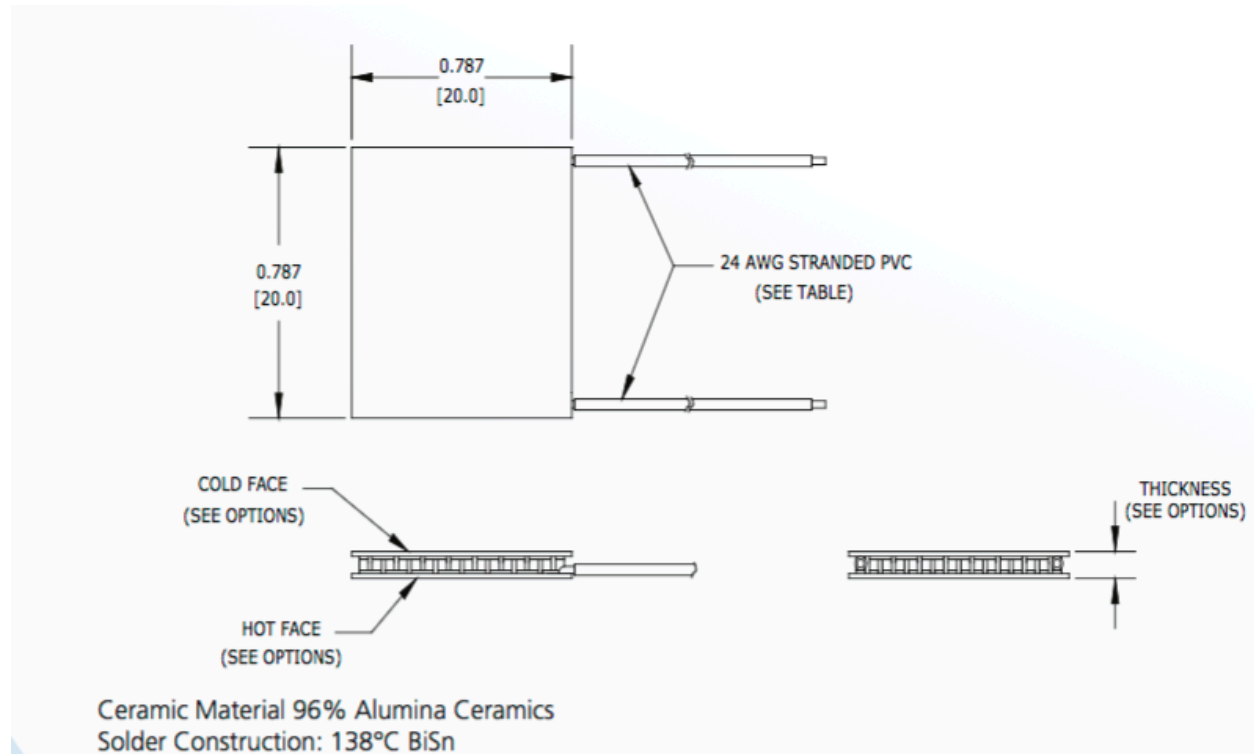 0.787
[20.0]
0.787
[20.0]
24 AWG STRANDED PVC
(SEE TABLE)
COLD FACE
(SEE OPTIONS)
THICKNESS
(SEE OPTIONS)
HOT FACE
(SEE OPTIONS)
Ceramic Material 96% Alumina Ceramics
Solder Construction: 138°C BiSn